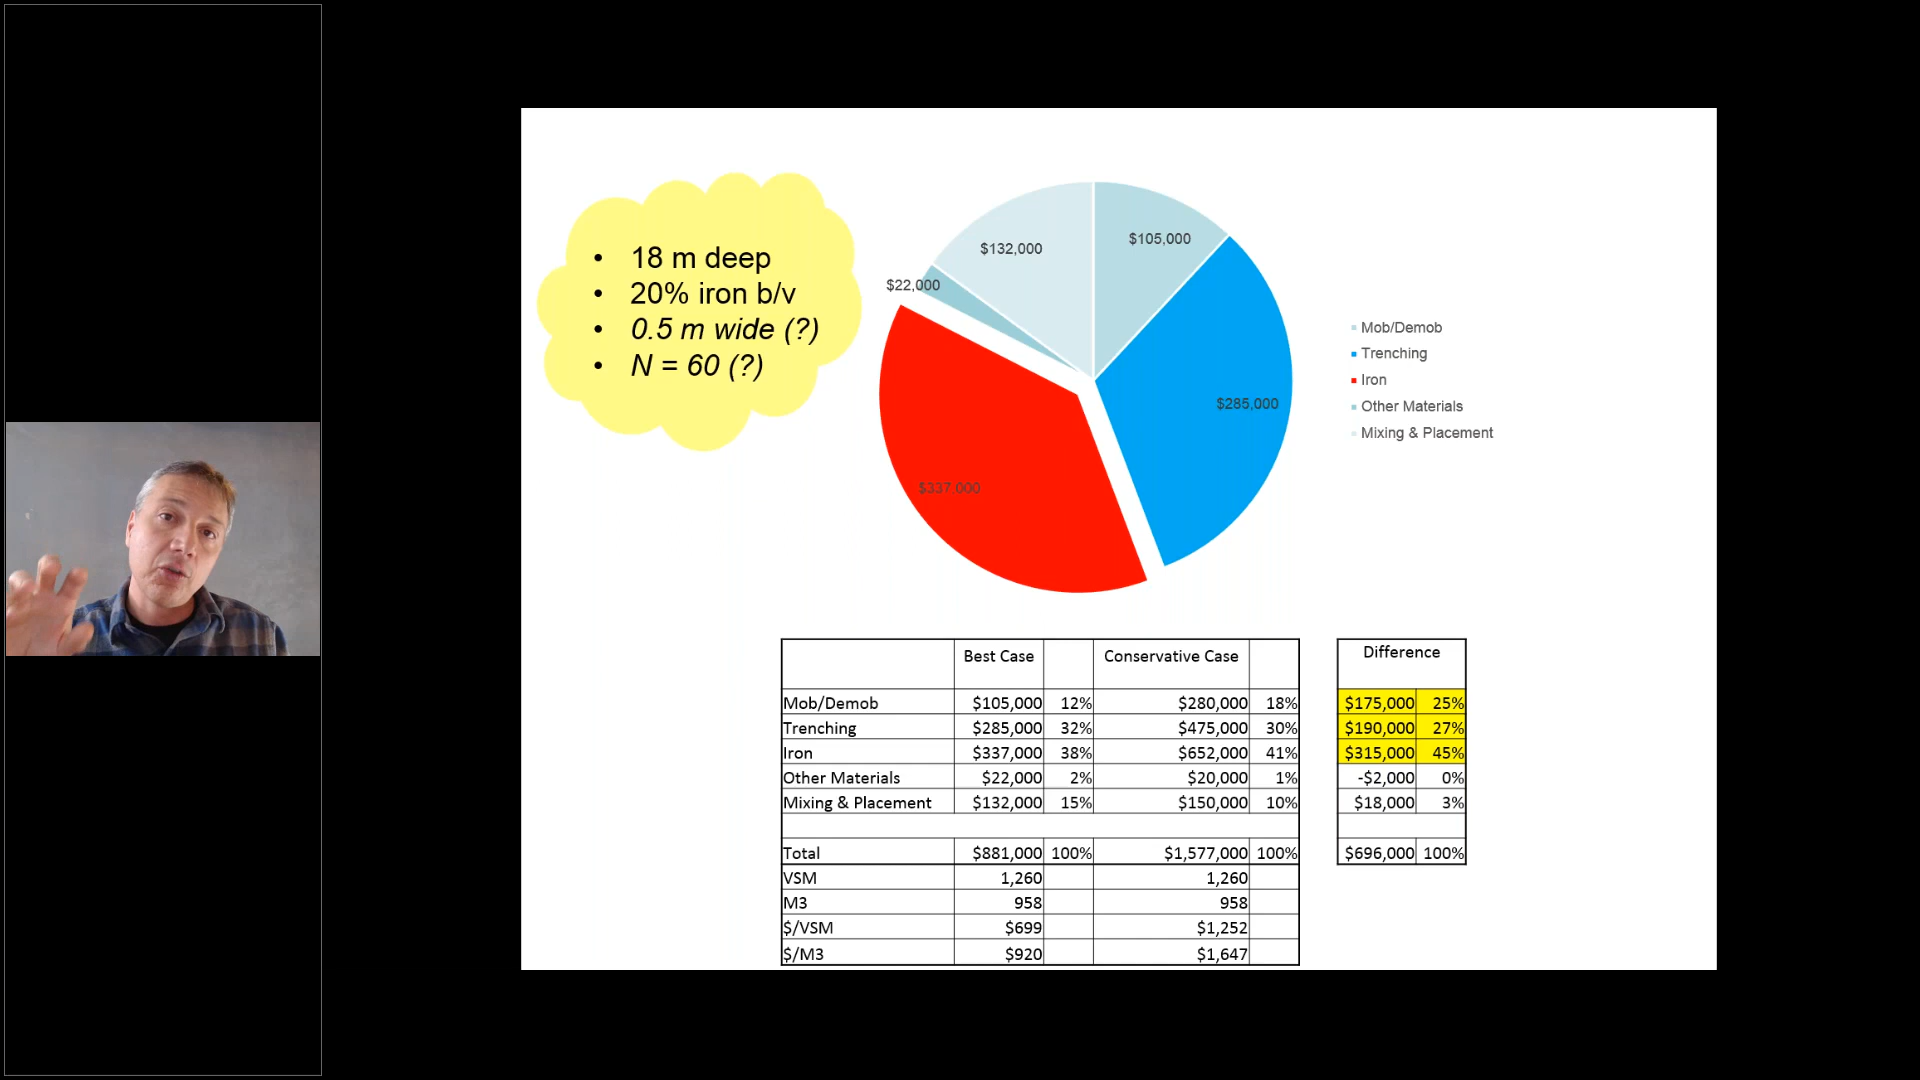 • 18 m deep
• 20% iron b/v
• 0.5 m wide (?)
• N = 60 (?)
$132,000
$105,000
$22,000
$285,000
$337,000
Mob/Demob
Trenching
Iron
Other Materials
Mixing & Placement
Best Case Conservative Case
Mob/Demob $105,000 12% $280,000 18%
Trenching $285,000 32% $475,000 30%
Iron $337,000 38% $652,000 41%
Other Materials $22,000 2% $20,000 1%
Mixing & Placement $132,000 15% $150,000 10%
Total $881,000 100% $1,577,000 100%
VSM 1,260 1,260
M3 958 958
$/VSM $699 $1,252
$/M3 $920 $1,647
Difference
$175,000 25%
$190,000 27%
$315,000 45%
-$2,000 0%
$18,000 3%
$696,000 100%